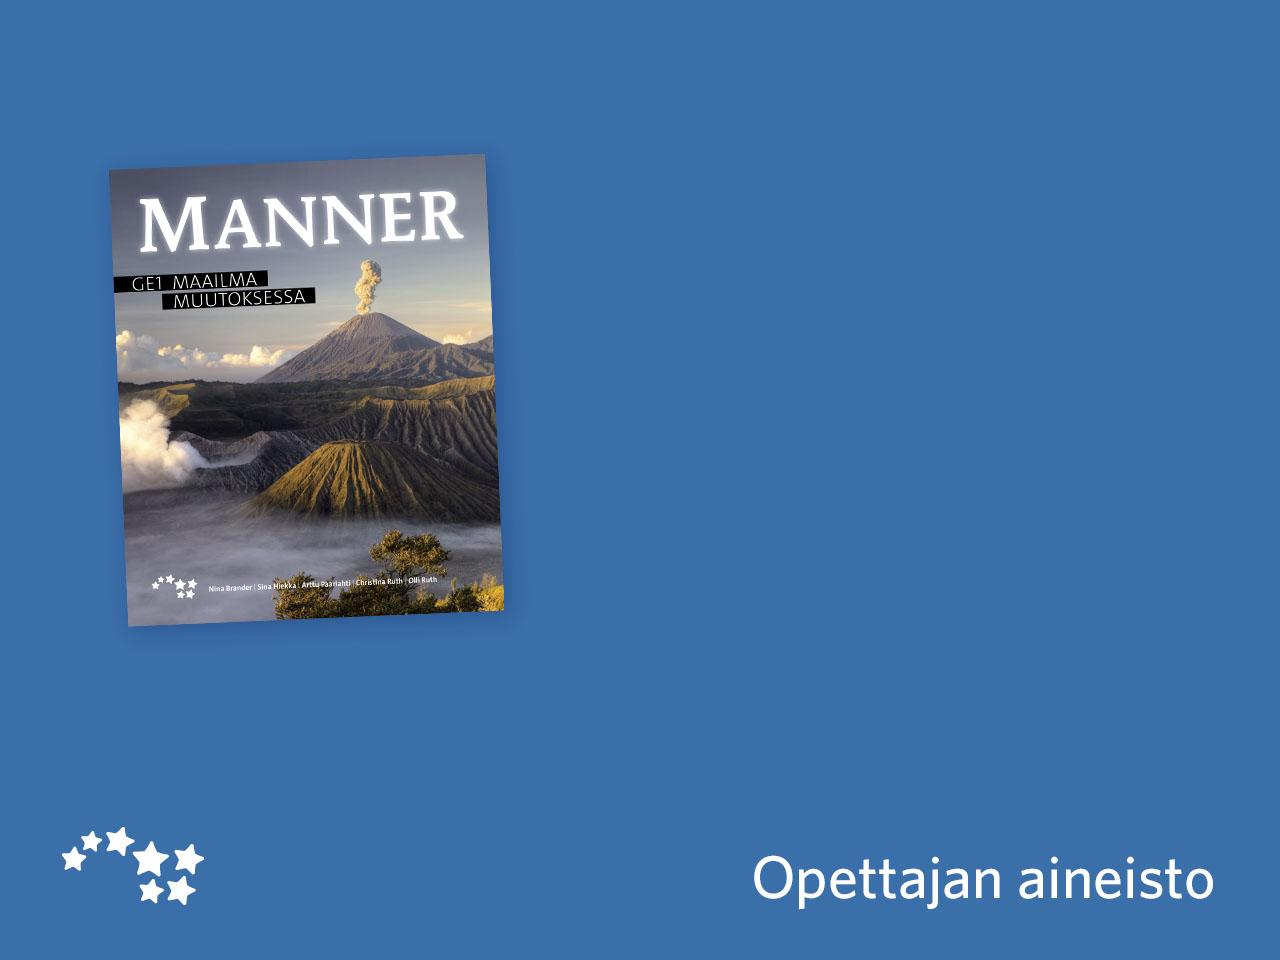 MANNER
GE1 MAAILMA
MUUTOKSESSA
Nina Brander | Sina Hiekka | Arttu Paarlahti | Christina Ruth | Olli Ruth
Opettajan aineisto